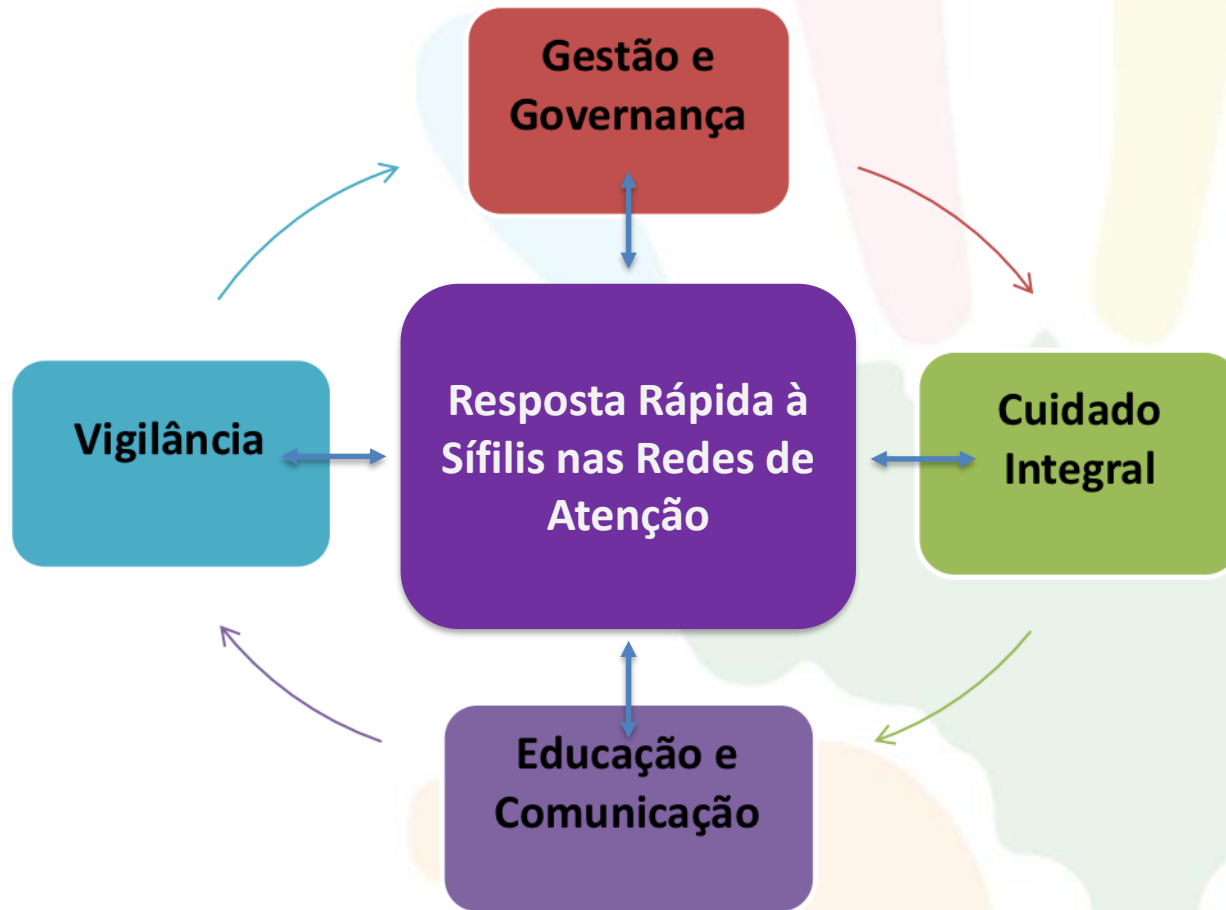 Gestão e
Governança
Vigilância
Resposta Rápida à
Sífilis nas Redes de
Atenção
Cuidado
Integral
Educação e
Comunicação